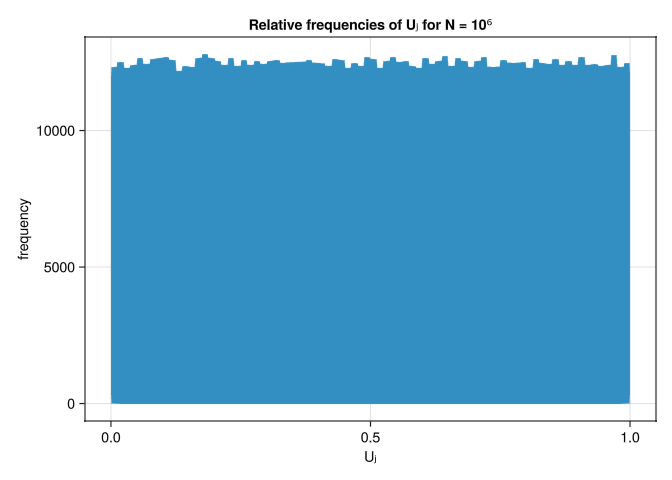 Relative frequencies of Uⱼ for N = 10⁶
frequency
10000
5000
0
0.0 0.5 1.0
Uⱼ